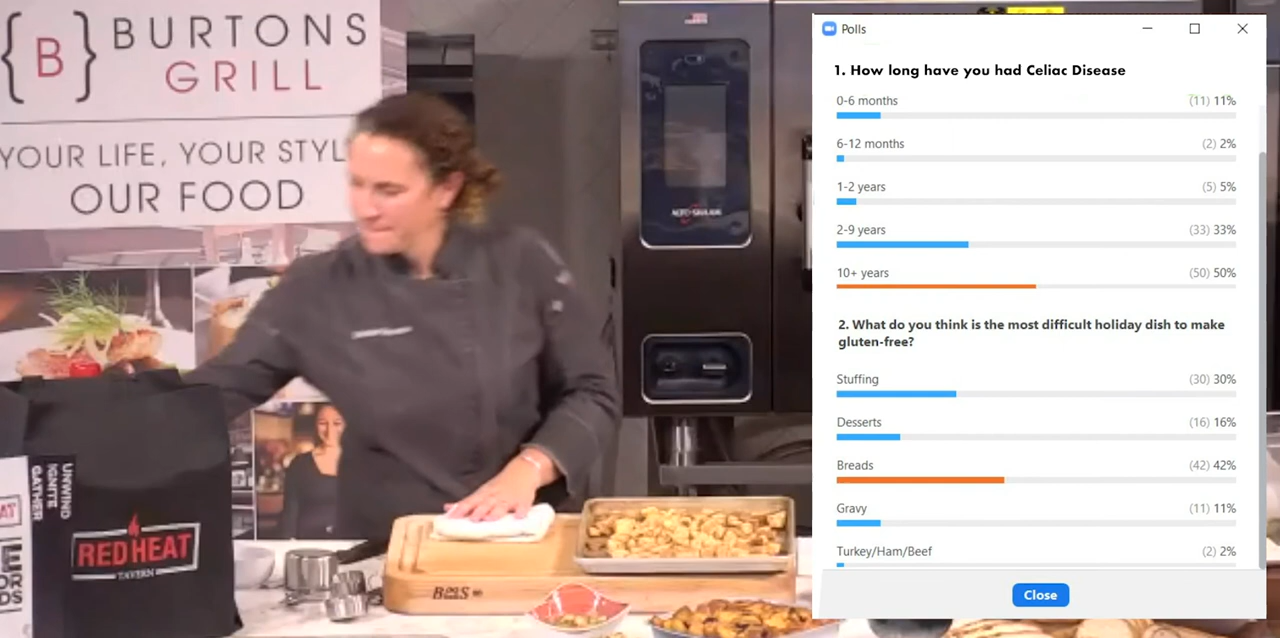 {B} BURTONS
GRILL
YOUR LIFE, YOUR STYL
OUR FOOD
ALTO-SHAAM
UNWIND
IGNITE
GATHER
RED HEAT
TAVERN
BOOS
Polls
1. How long have you had Celiac Disease
0-6 months (11) 11%
6-12 months (2) 2%
1-2 years (5) 5%
2-9 years (33) 33%
10+ years (50) 50%
2. What do you think is the most difficult holiday dish to make
gluten-free?
Stuffing (30) 30%
Desserts (16) 16%
Breads (42) 42%
Gravy (11) 11%
Turkey/Ham/Beef (2) 2%
Close